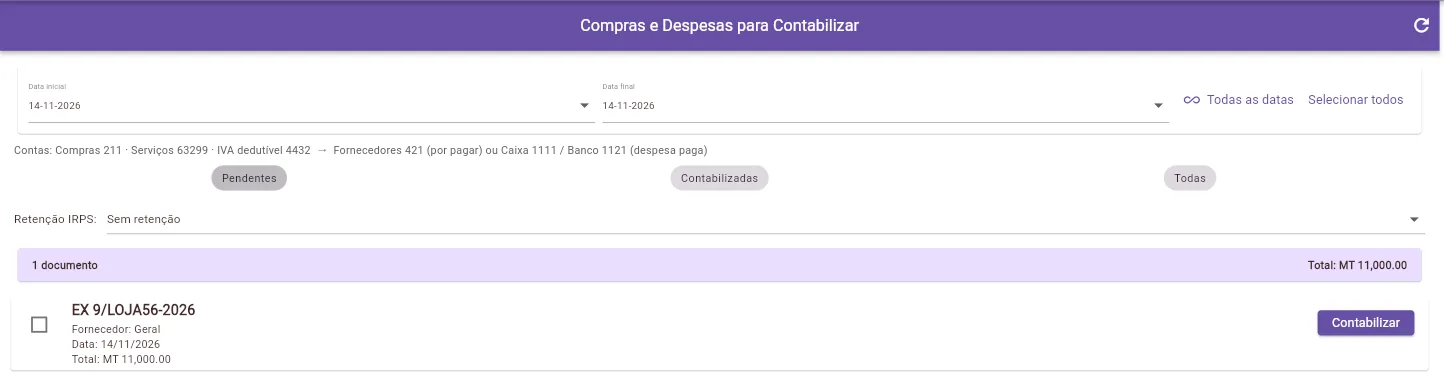 Compras e Despesas para Contabilizar
Data inicial
14-11-2026
Data final
14-11-2026
Todas as datas
Selecionar todos
Contas: Compras 211 · Serviços 63299 · IVA dedutível 4432 → Fornecedores 421 (por pagar) ou Caixa 1111 / Banco 1121 (despesa paga)
Pendentes
Contabilizadas
Todas
Retenção IRPS: Sem retenção
1 documento
Total: MT 11,000.00
EX 9/LOJA56-2026
Fornecedor: Geral
Data: 14/11/2026
Total: MT 11,000.00
Contabilizar